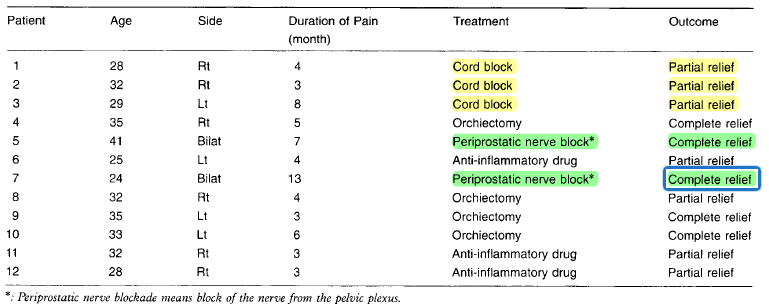 Patient Age Side Duration of Pain (month) Treatment Outcome
1 28 Rt 4 Cord block Partial relief
2 32 Rt 3 Cord block Partial relief
3 29 Lt 8 Cord block Partial relief
4 35 Rt 5 Orchiectomy Complete relief
5 41 Bilat 7 Periprostatic nerve block* Complete relief
6 25 Lt 4 Anti-inflammatory drug Partial relief
7 24 Bilat 13 Periprostatic nerve block* Complete relief
8 32 Rt 4 Orchiectomy Partial relief
9 35 Lt 3 Orchiectomy Complete relief
10 33 Lt 6 Orchiectomy Complete relief
11 32 Rt 3 Anti-inflammatory drug Partial relief
12 28 Rt 3 Anti-inflammatory drug Partial relief
*: Periprostatic nerve blockade means block of the nerve from the pelvic plexus.